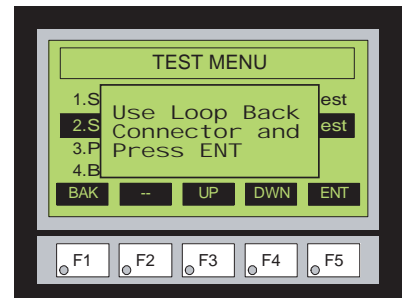 TEST MENU
1.S est
Use Loop Back
2.S est
Connector and
3.P
Press ENT
4.B
BAK -- UP DWN ENT
F1 F2 F3 F4 F5